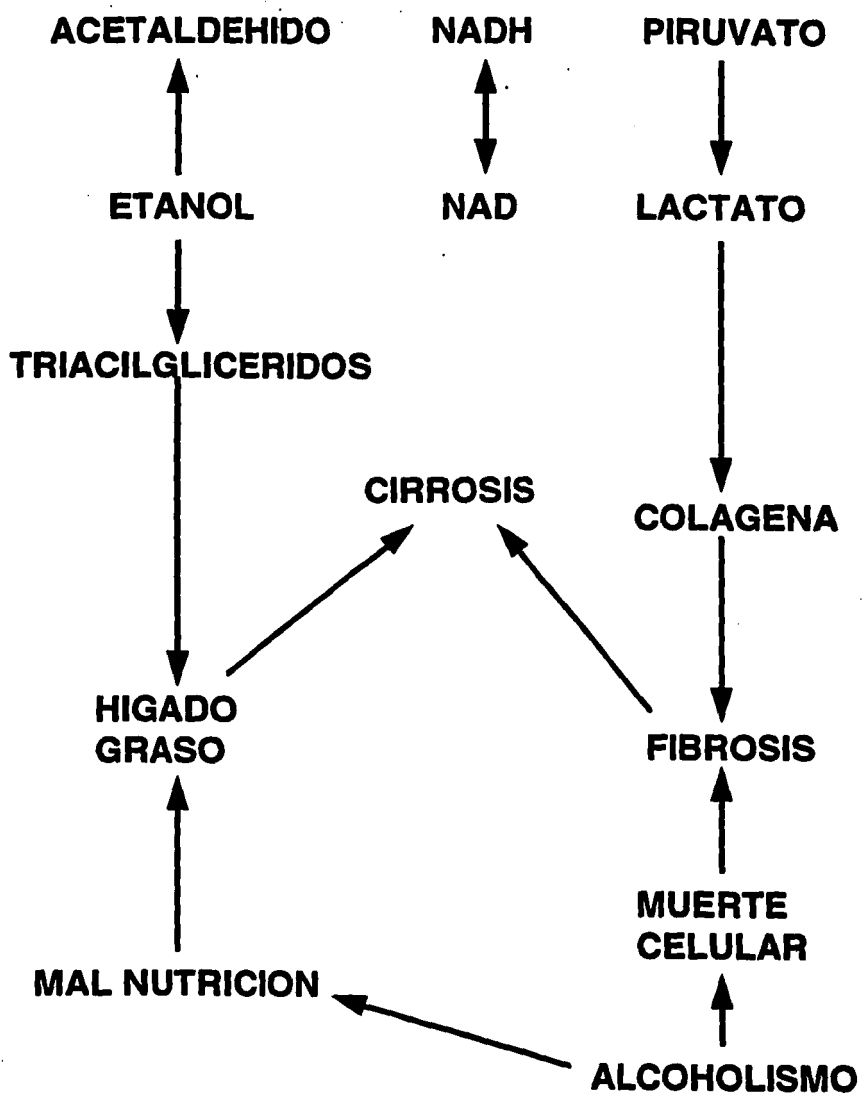 ACETALDEHIDO NADH PIRUVATO
ETANOL NAD LACTATO
TRIACILGLICERIDOS
CIRROSIS
COLAGENA
HIGADO
GRASO
FIBROSIS
MUERTE
CELULAR
MAL NUTRICION
ALCOHOLISMO